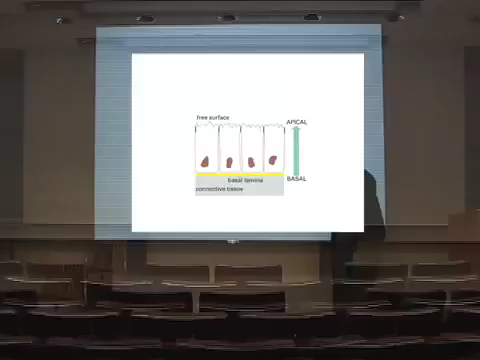 free surface
APICAL
basal lamina
BASAL
connective tissue